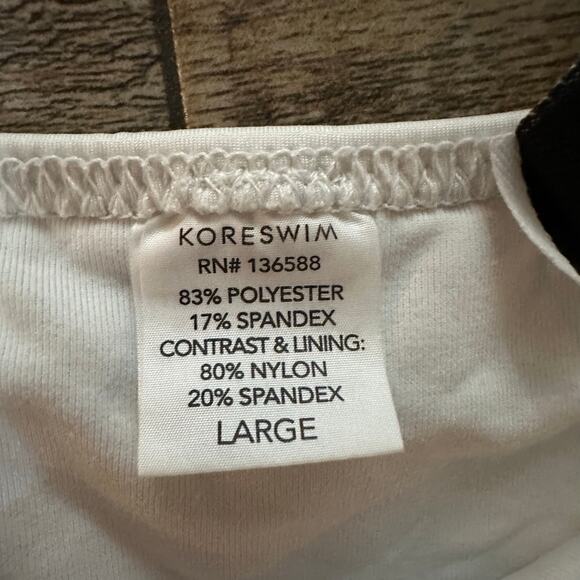 KORESWIM
RN# 136588
83% POLYESTER
17% SPANDEX
CONTRAST & LINING:
80% NYLON
20% SPANDEX
LARGE